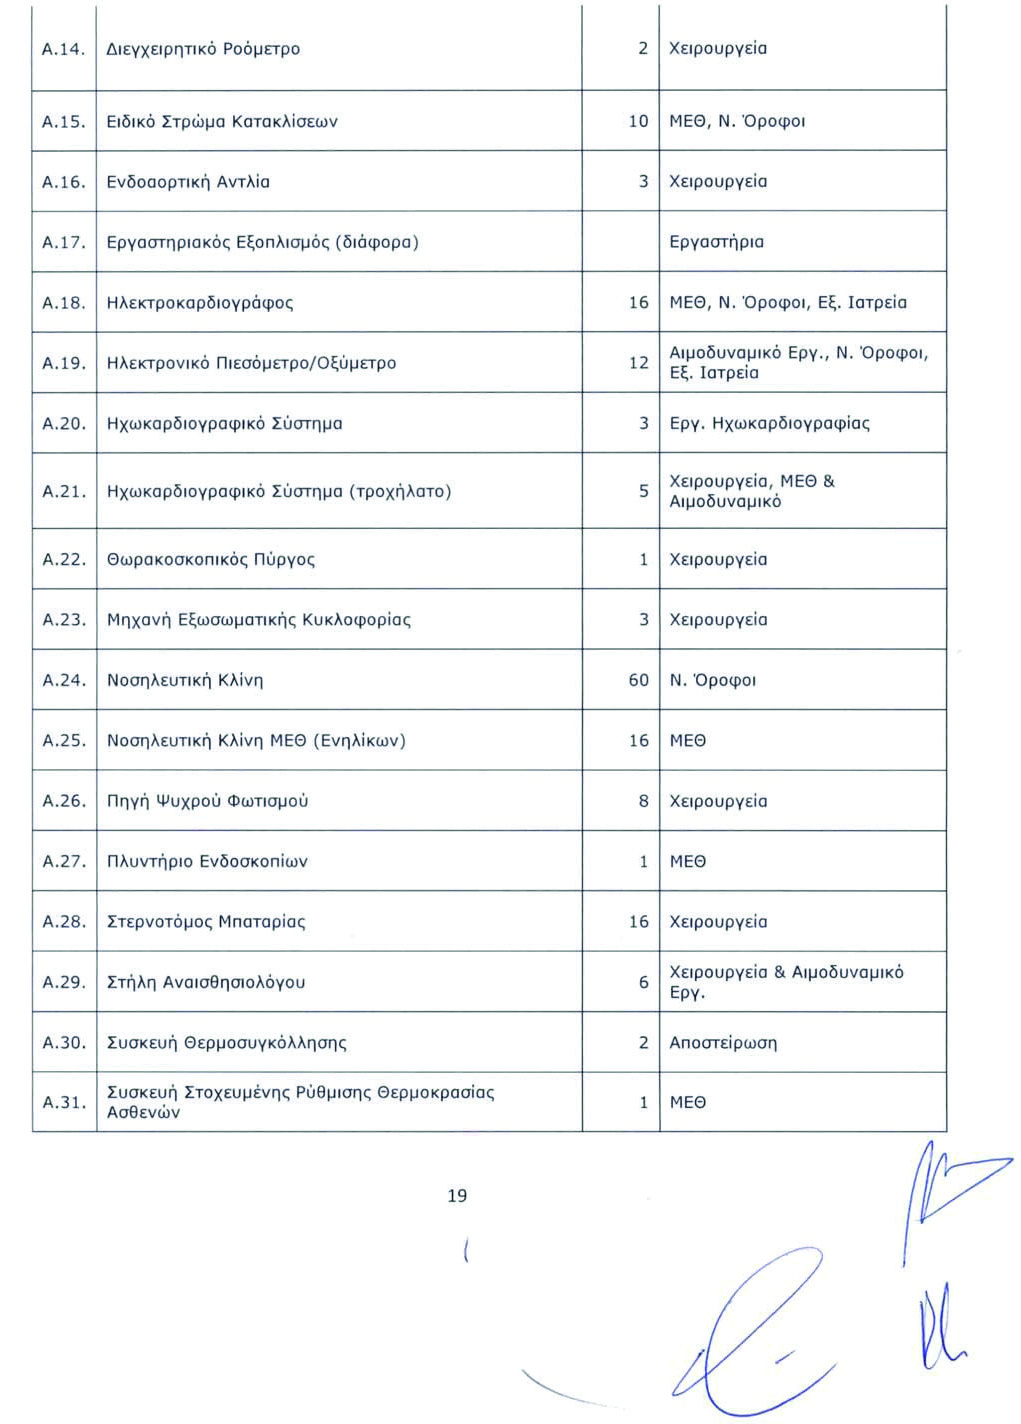 Α.14. Διεγχειρητικό Ροόμετρο 2 Χειρουργεία
Α.15. Ειδικό Στρώμα Κατακλίσεων 10 ΜΕΘ, Ν. Όροφοι
Α.16. Ενδοαορτική Αντλία 3 Χειρουργεία
Α.17. Εργαστηριακός Εξοπλισμός (διάφορα) Εργαστήρια
Α.18. Ηλεκτροκαρδιογράφος 16 ΜΕΘ, Ν. Όροφοι, Εξ. Ιατρεία
Α.19. Ηλεκτρονικό Πιεσόμετρο/Οξύμετρο 12 Αιμοδυναμικό Εργ., Ν. Όροφοι,
Εξ. Ιατρεία
Α.20. Ηχωκαρδιογραφικό Σύστημα 3 Εργ. Ηχωκαρδιογραφίας
Α.21. Ηχωκαρδιογραφικό Σύστημα (τροχήλατο) 5 Χειρουργεία, ΜΕΘ &
Αιμοδυναμικό
Α.22. Θωρακοσκοπικός Πύργος 1 Χειρουργεία
Α.23. Μηχανή Εξωσωματικής Κυκλοφορίας 3 Χειρουργεία
Α.24. Νοσηλευτική Κλίνη 60 Ν. Όροφοι
Α.25. Νοσηλευτική Κλίνη ΜΕΘ (Ενηλίκων) 16 ΜΕΘ
Α.26. Πηγή Ψυχρού Φωτισμού 8 Χειρουργεία
Α.27. Πλυντήριο Ενδοσκοπίων 1 ΜΕΘ
Α.28. Στερνοτόμος Μπαταρίας 16 Χειρουργεία
Α.29. Στήλη Αναισθησιολόγου 6 Χειρουργεία & Αιμοδυναμικό
Εργ.
Α.30. Συσκευή Θερμοσυγκόλλησης 2 Αποστείρωση
Α.31. Συσκευή Στοχευμένης Ρύθμισης Θερμοκρασίας
Ασθενών 1 ΜΕΘ
19